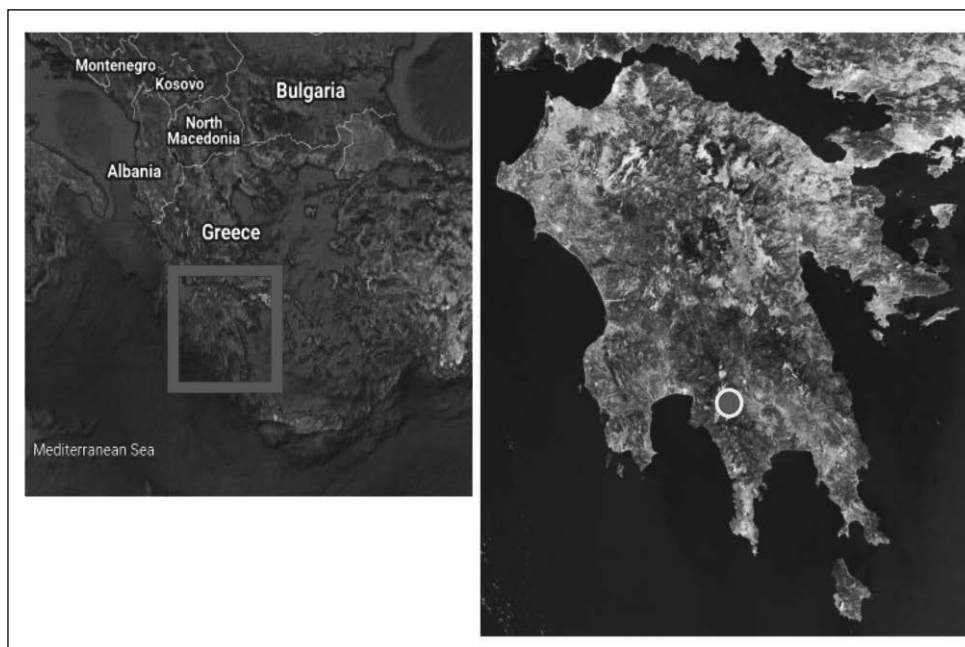 Montenegro
Kosovo
Bulgaria
North
Macedonia
Albania
Greece
Mediterranean Sea